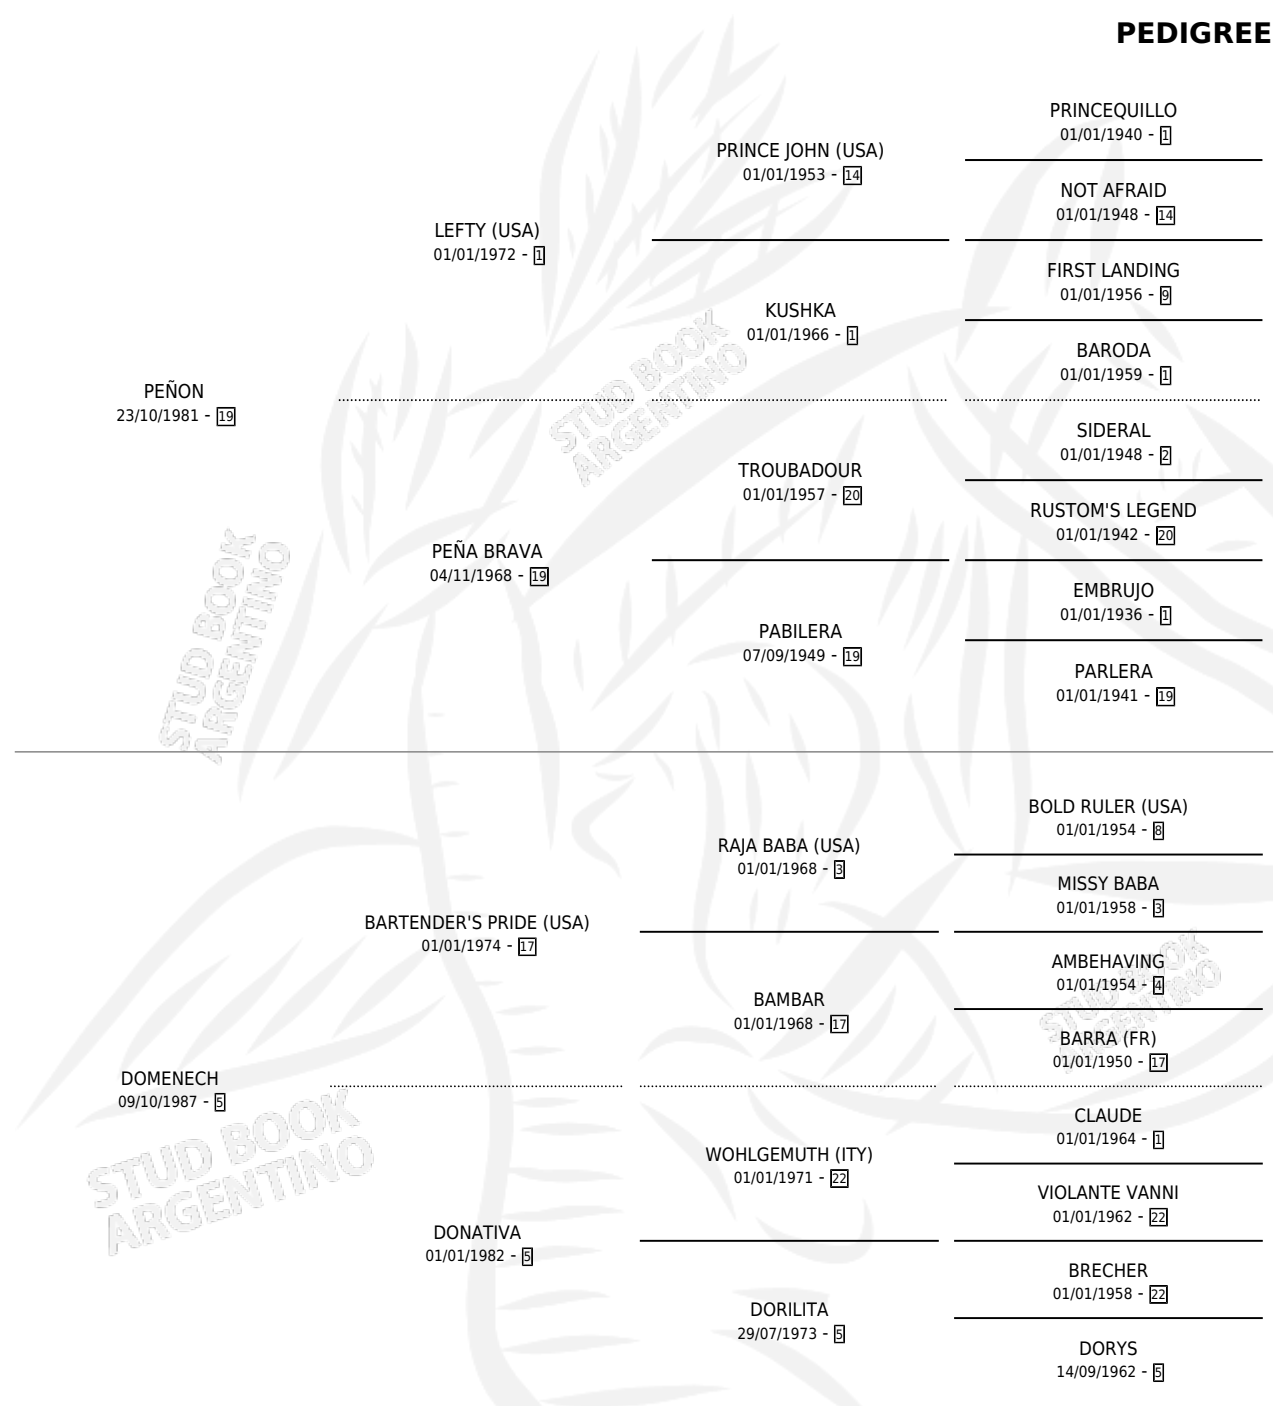 PEDIGREE
PRINCEQUILLO
01/01/1940 - 1
PRINCE JOHN (USA)
01/01/1953 - 14
NOT AFRAID
01/01/1948 - 14
LEFTY (USA)
01/01/1972 - 1
FIRST LANDING
01/01/1956 - 9
KUSHKA
01/01/1966 - 1
BARODA
01/01/1959 - 1
PEÑON
23/10/1981 - 19
STUD BOOK
ARGENTINO
SIDERAL
01/01/1948 - 2
TROUBADOUR
01/01/1957 - 20
RUSTOM'S LEGEND
01/01/1942 - 20
PEÑA BRAVA
04/11/1968 - 19
EMBRUJO
01/01/1936 - 1
PABILERA
07/09/1949 - 19
PARLERA
01/01/1941 - 19
STUD BOOK
ARGENTINO
BOLD RULER (USA)
01/01/1954 - 8
RAJA BABA (USA)
01/01/1968 - 3
MISSY BABA
01/01/1958 - 3
BARTENDER'S PRIDE (USA)
01/01/1974 - 17
AMBEHAVING
01/01/1954 - 4
BAMBAR
01/01/1968 - 17
STUD BOOK
ARGENTINO
BARRA (FR)
01/01/1950 - 17
DOMENECH
09/10/1987 - 5
CLAUDE
01/01/1964 - 1
STUD BOOK
ARGENTINO
WOHLGEMUTH (ITY)
01/01/1971 - 22
VIOLANTE VANNI
01/01/1962 - 22
DONATIVA
01/01/1982 - 5
BRECHER
01/01/1958 - 22
DORILITA
29/07/1973 - 5
DORYS
14/09/1962 - 5